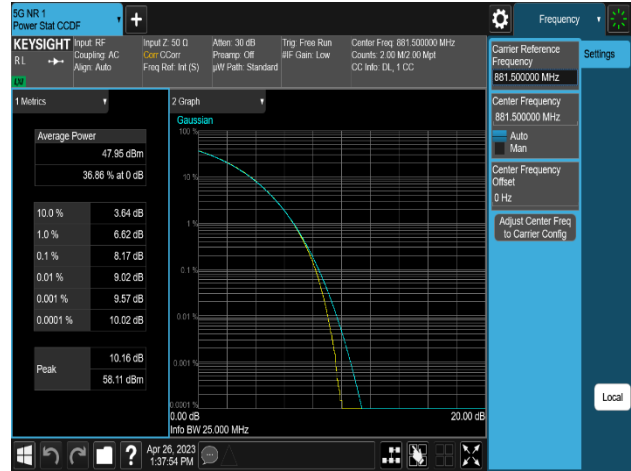 5G NR 1
Power Stat CCDF
Frequency
KEYSIGHT
R L
LW
Input: RF
Coupling: AC
Align: Auto
Input Z: 50 Ω
Corr CCorr
Freq Ref: Int (S)
Atten: 30 dB
Preamp: Off
µW Path: Standard
Trig: Free Run
#IF Gain: Low
Center Freq: 881.500000 MHz
Counts: 2.00 M/2.00 Mpt
CC Info: DL, 1 CC
1 Metrics
Average Power
47.95 dBm
36.86 % at 0 dB
10.0 % 3.64 dB
1.0 % 6.62 dB
0.1 % 8.17 dB
0.01 % 9.02 dB
0.001 % 9.57 dB
0.0001 % 10.02 dB
Peak
10.16 dB
58.11 dBm
2 Graph
Gaussian
100 %
10 %
1 %
0.1 %
0.01 %
0.001 %
0.0001 %
0.00 dB 20.00 dB
Info BW 25.000 MHz
Carrier Reference
Frequency
881.500000 MHz
Center Frequency
881.500000 MHz
Auto
Man
Center Frequency
Offset
0 Hz
Adjust Center Freq
to Carrier Config
Settings
Local
?
Apr 26, 2023
1:37:54 PM